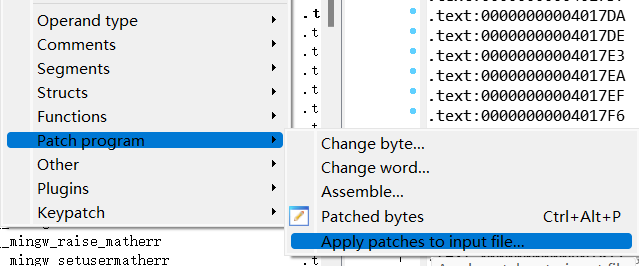 Operand type
Comments
Segments
Structs
Functions
Patch program
Other
Plugins
Keypatch
_mingw_raise_matherr
mingw setusermatherr
.text:00000000004017DA
.text:00000000004017DE
.text:00000000004017E3
.text:00000000004017EA
.text:00000000004017EF
.text:00000000004017F6
Change byte...
Change word...
Assemble...
Patched bytes Ctrl+Alt+P
Apply patches to input file...